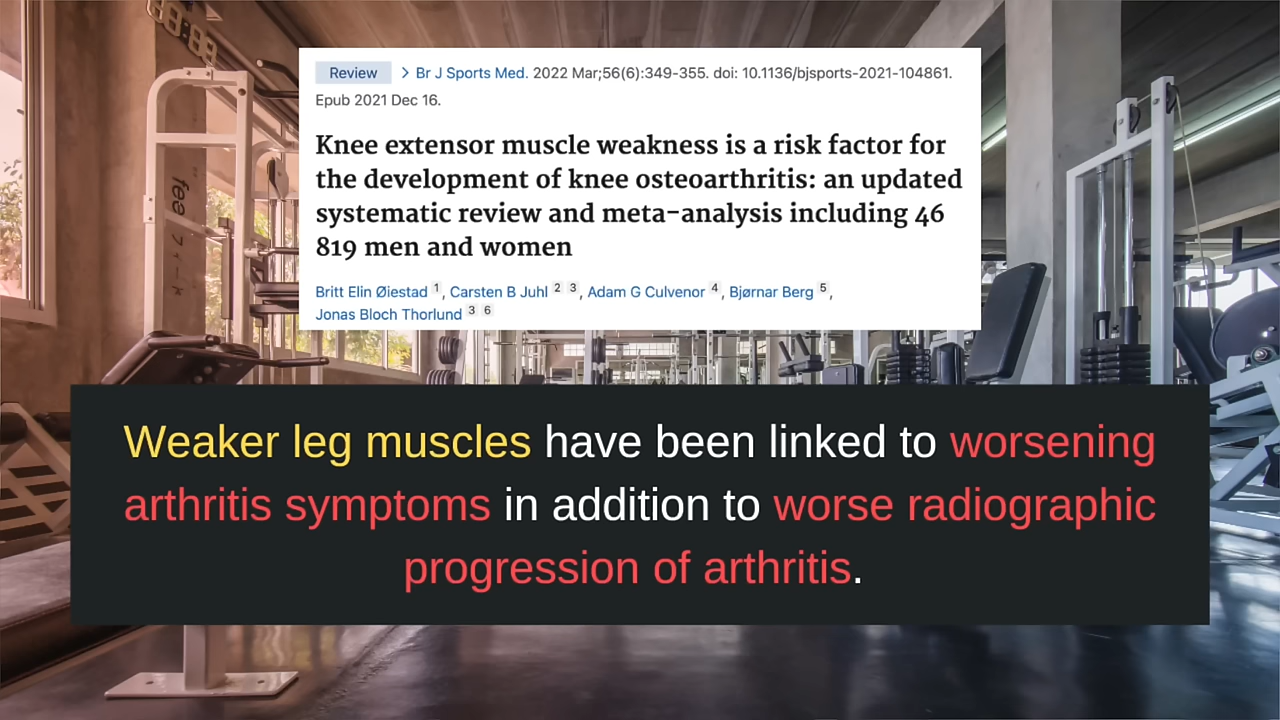 Review > Br J Sports Med. 2022 Mar;56(6):349-355. doi: 10.1136/bjsports-2021-104861.
Epub 2021 Dec 16.
Knee extensor muscle weakness is a risk factor for
the development of knee osteoarthritis: an updated
systematic review and meta-analysis including 46
819 men and women
Britt Elin Øiestad 1, Carsten B Juhl 2 3, Adam G Culvenor 4, Bjørnar Berg 5,
Jonas Bloch Thorlund 3 6
Weaker leg muscles have been linked to worsening
arthritis symptoms in addition to worse radiographic
progression of arthritis.